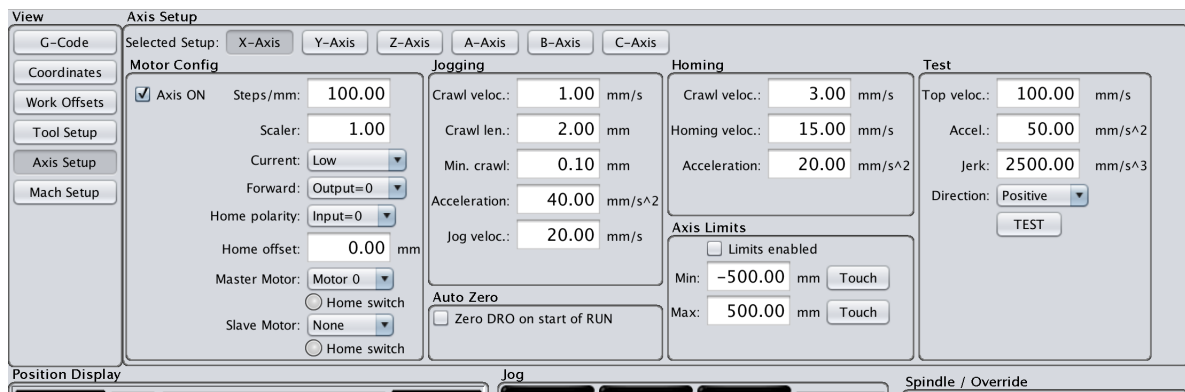 View
G-Code
Coordinates
Work Offsets
Tool Setup
Axis Setup
Mach Setup
Axis Setup
Selected Setup: X-Axis Y-Axis Z-Axis A-Axis B-Axis C-Axis
Motor Config
Axis ON Steps/mm: 100.00
Scaler: 1.00
Current: Low
Forward: Output=0
Home polarity: Input=0
Home offset: 0.00 mm
Master Motor: Motor 0
Home switch
Slave Motor: None
Home switch
Jogging
Crawl veloc.: 1.00 mm/s
Crawl len.: 2.00 mm
Min. crawl: 0.10 mm
Acceleration: 40.00 mm/s^2
Jog veloc.: 20.00 mm/s
Auto Zero
Zero DRO on start of RUN
Homing
Crawl veloc.: 3.00 mm/s
Homing veloc.: 15.00 mm/s
Acceleration: 20.00 mm/s^2
Axis Limits
Limits enabled
Min: -500.00 mm Touch
Max: 500.00 mm Touch
Test
Top veloc.: 100.00 mm/s
Accel.: 50.00 mm/s^2
Jerk: 2500.00 mm/s^3
Direction: Positive
TEST
Position Display
Jog
Spindle / Override